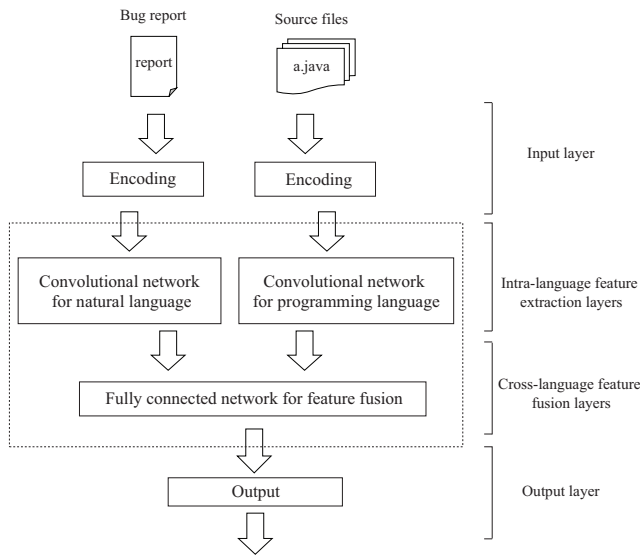 Bug report
Source files
report
a.java
Input layer
Encoding
Encoding
Convolutional network
for natural language
Convolutional network
for programming language
Intra-language feature
extraction layers
Fully connected network for feature fusion
Cross-language feature
fusion layers
Output
Output layer